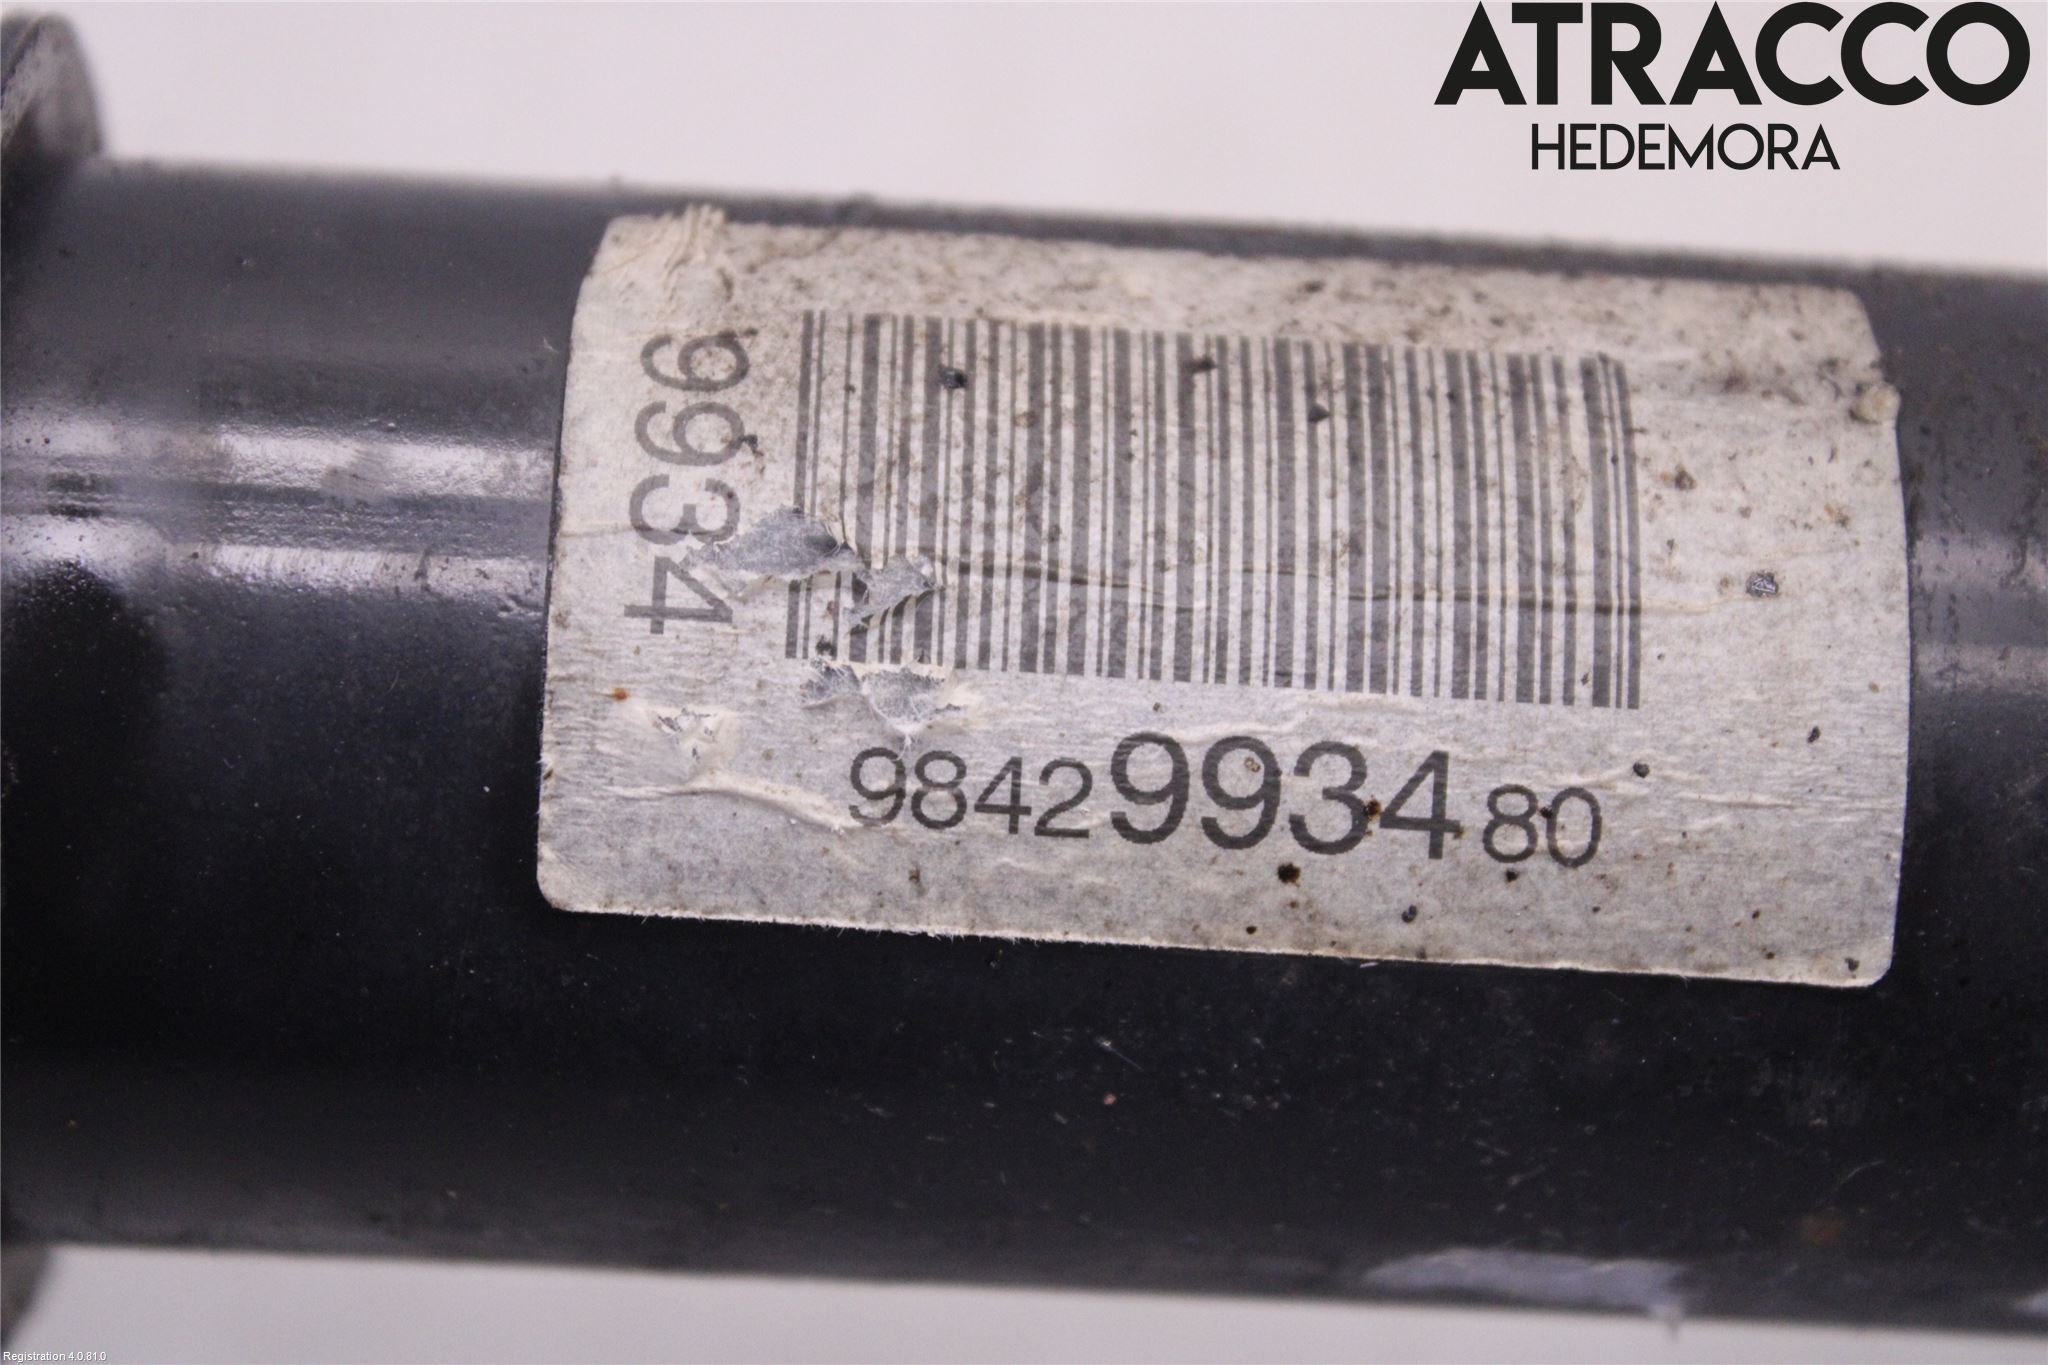 ATRACCO
HEDEMORA
9934
9842993480
Registration 4.0.81.0